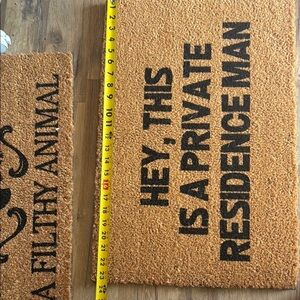 A FILTHY ANIMAL
HEY, THIS
IS A PRIVATE
RESIDENCE MAN